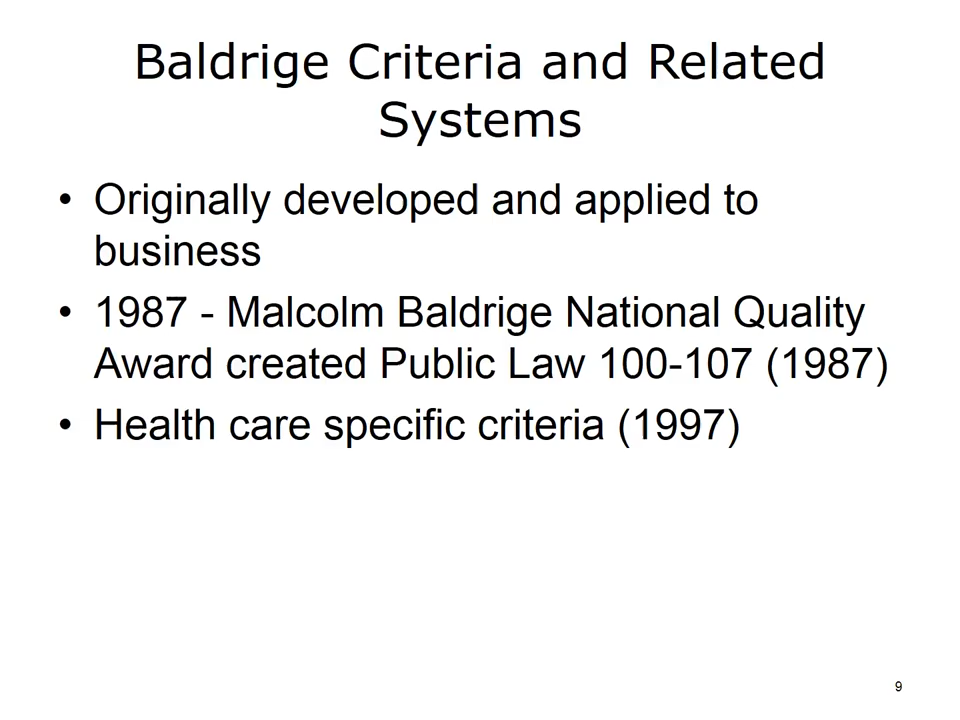 Baldrige Criteria and Related
Systems
• Originally developed and applied to
business
• 1987 - Malcolm Baldrige National Quality
Award created Public Law 100-107 (1987)
• Health care specific criteria (1997)
9